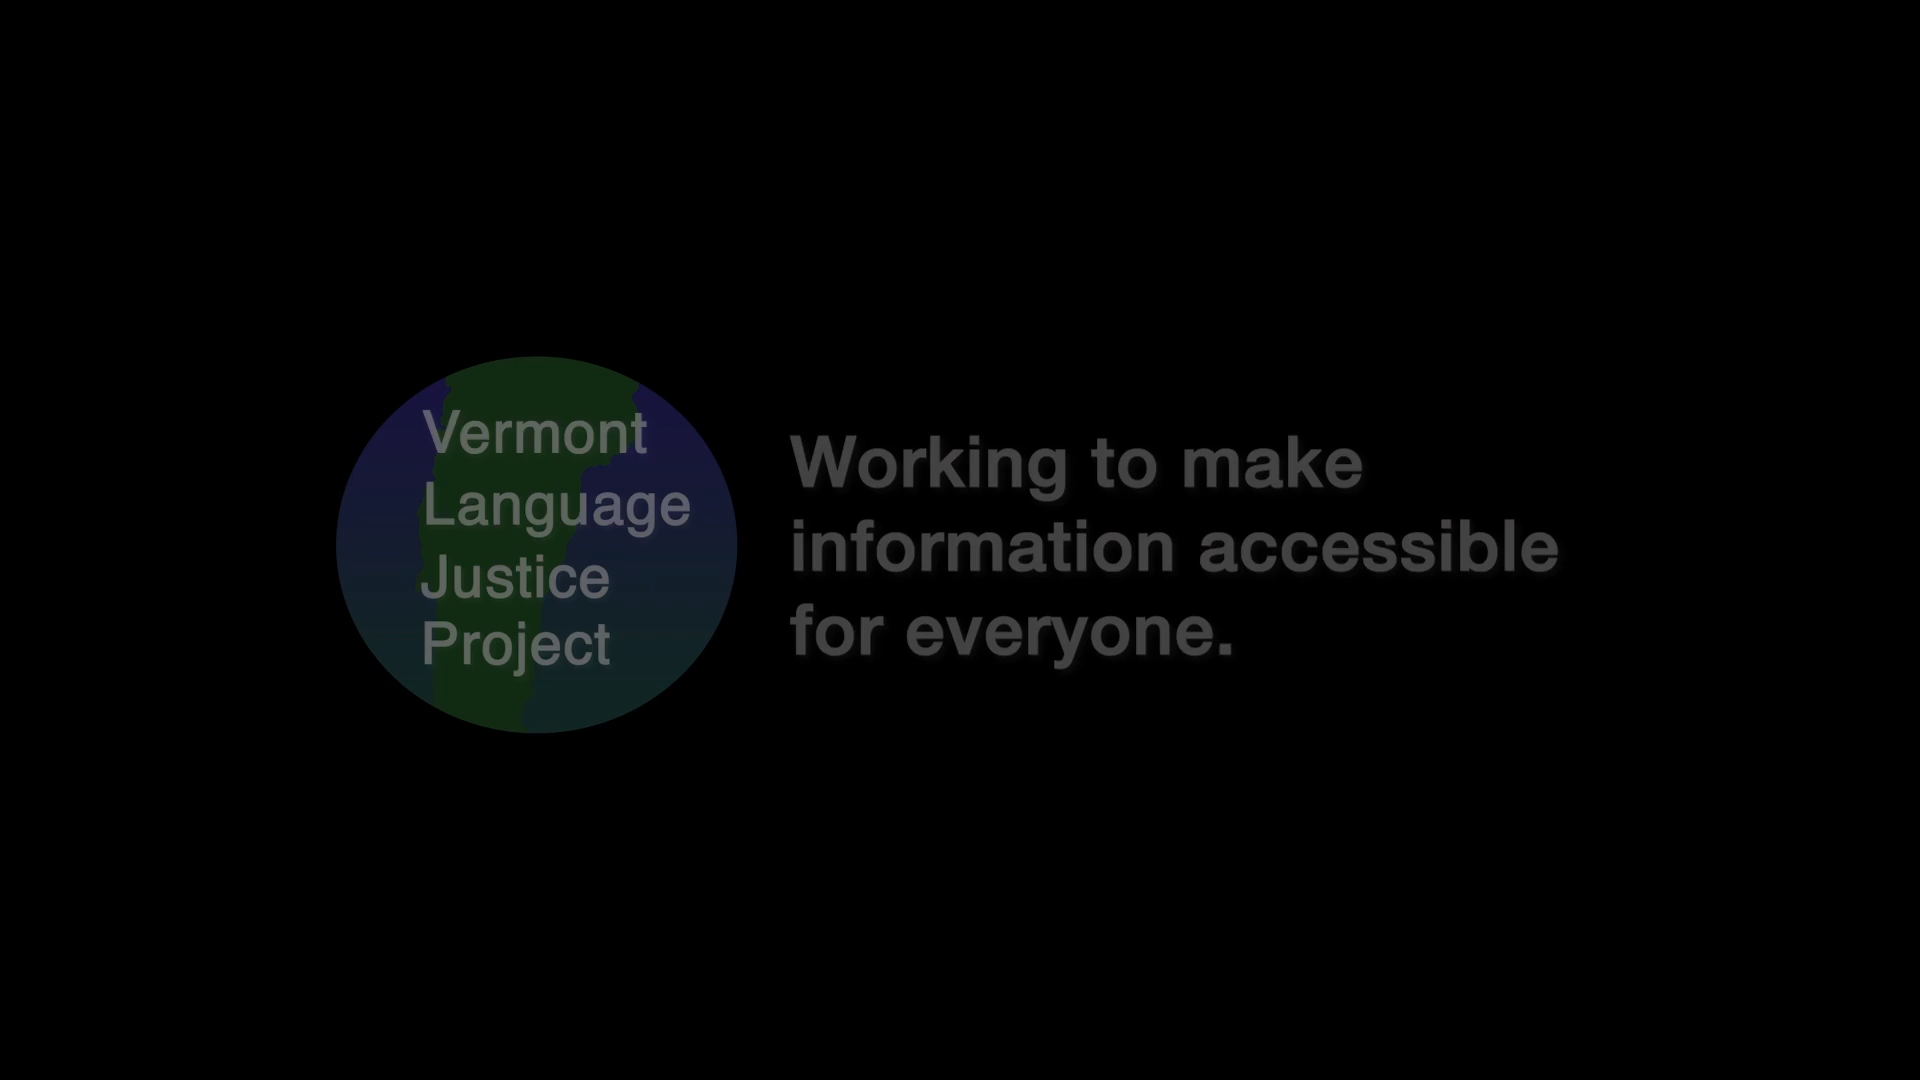 Vermont
Language
Justice
Project
Working to make
information accessible
for everyone.